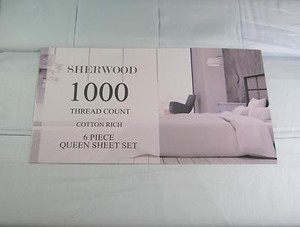 SHERWOOD
1000
THREAD COUNT
COTTON RICH
6 PIECE
QUEEN SHEET SET